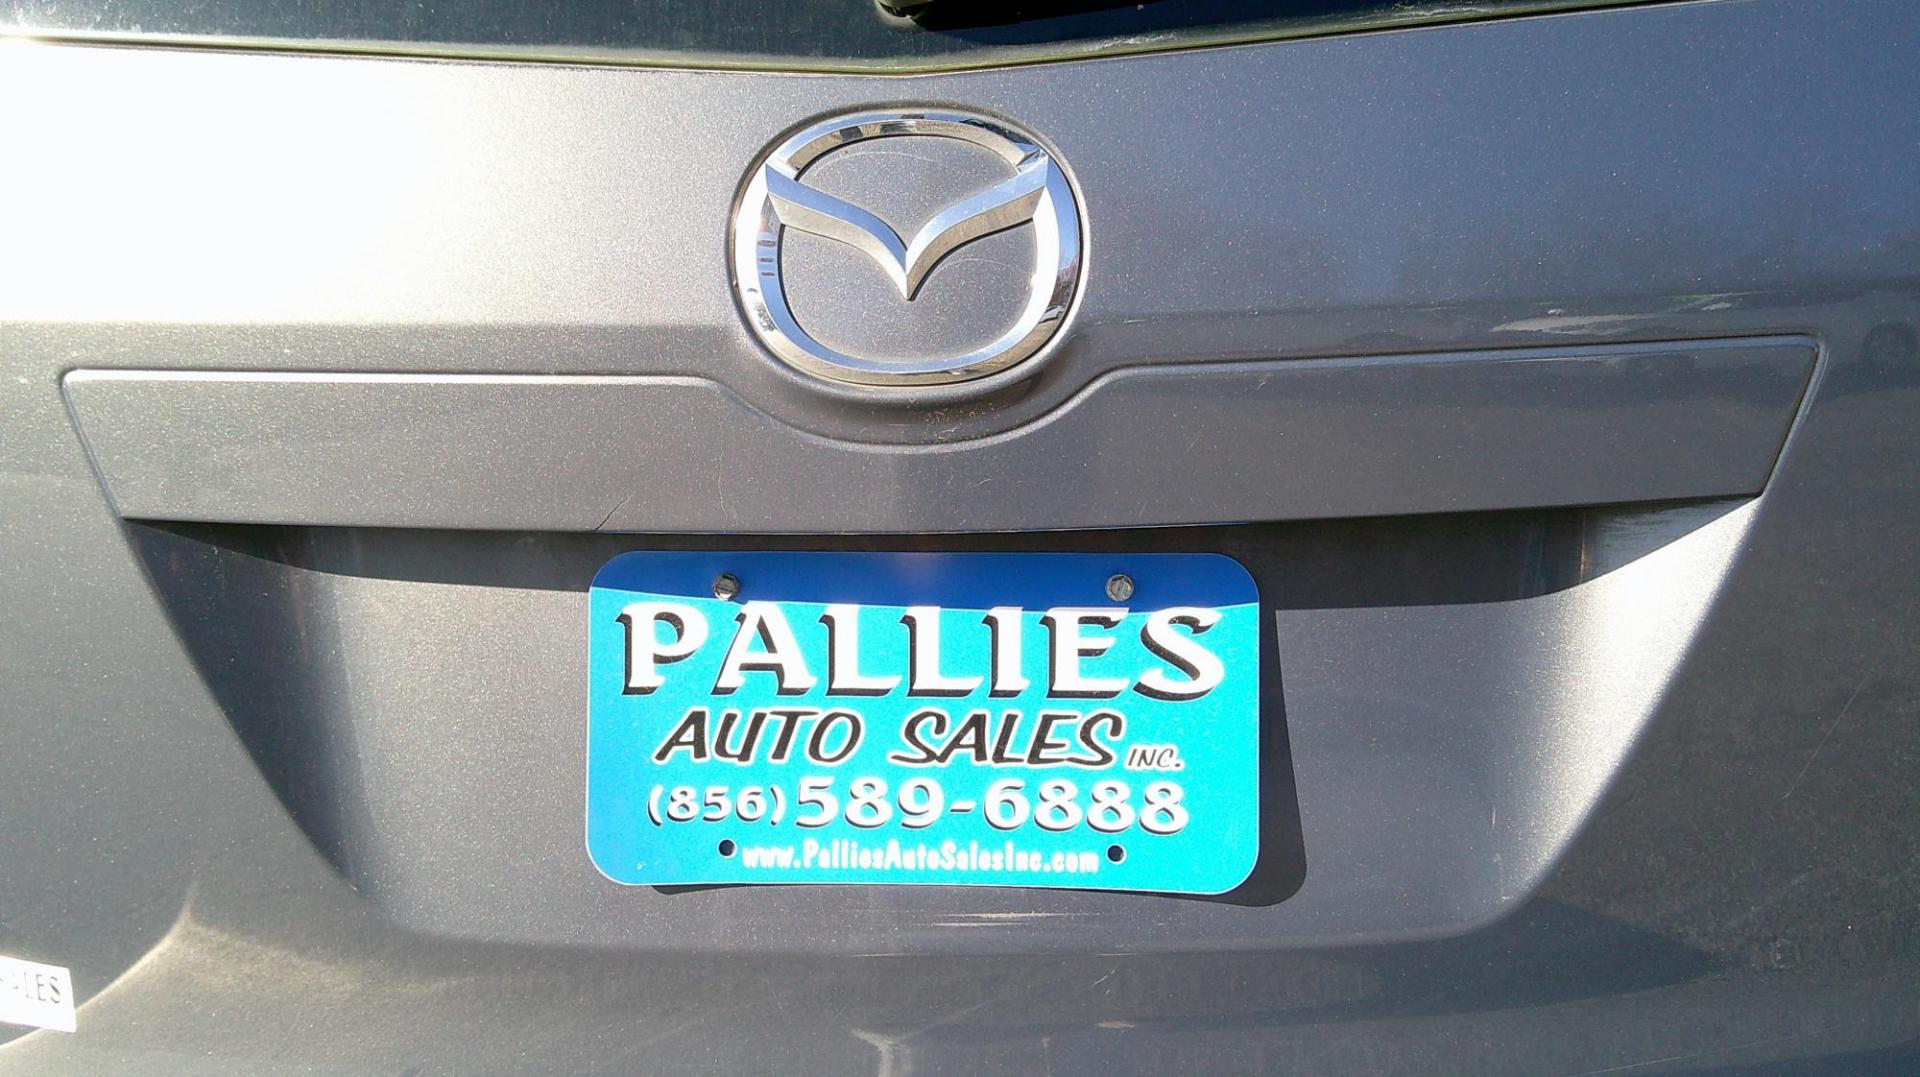 PALLIES
AUTO SALES INC.
(856) 589-6888
www.PalliesAutoSalesInc.com